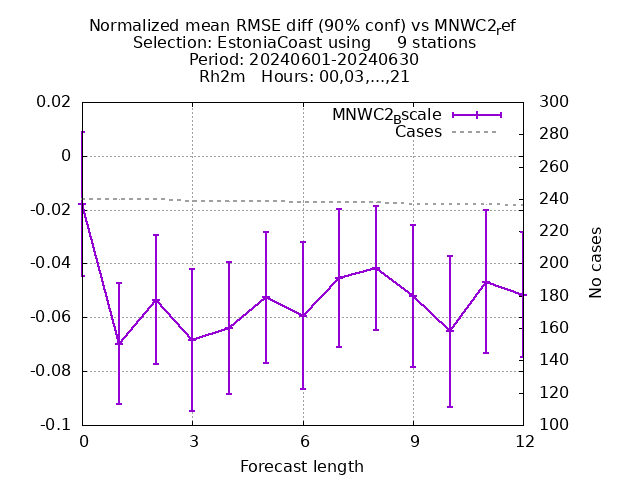 Normalized mean RMSE diff (90% conf) vs MNWC2ref
Selection: EstoniaCoast using     9 stations
Period: 20240601-20240630
Rh2m   Hours: 00,03,...,21
MNWC2Bscale
Cases
0.02
0
-0.02
-0.04
-0.06
-0.08
-0.1
300
280
260
240
220
200
180
160
140
120
100
No cases
0 3 6 9 12
Forecast length